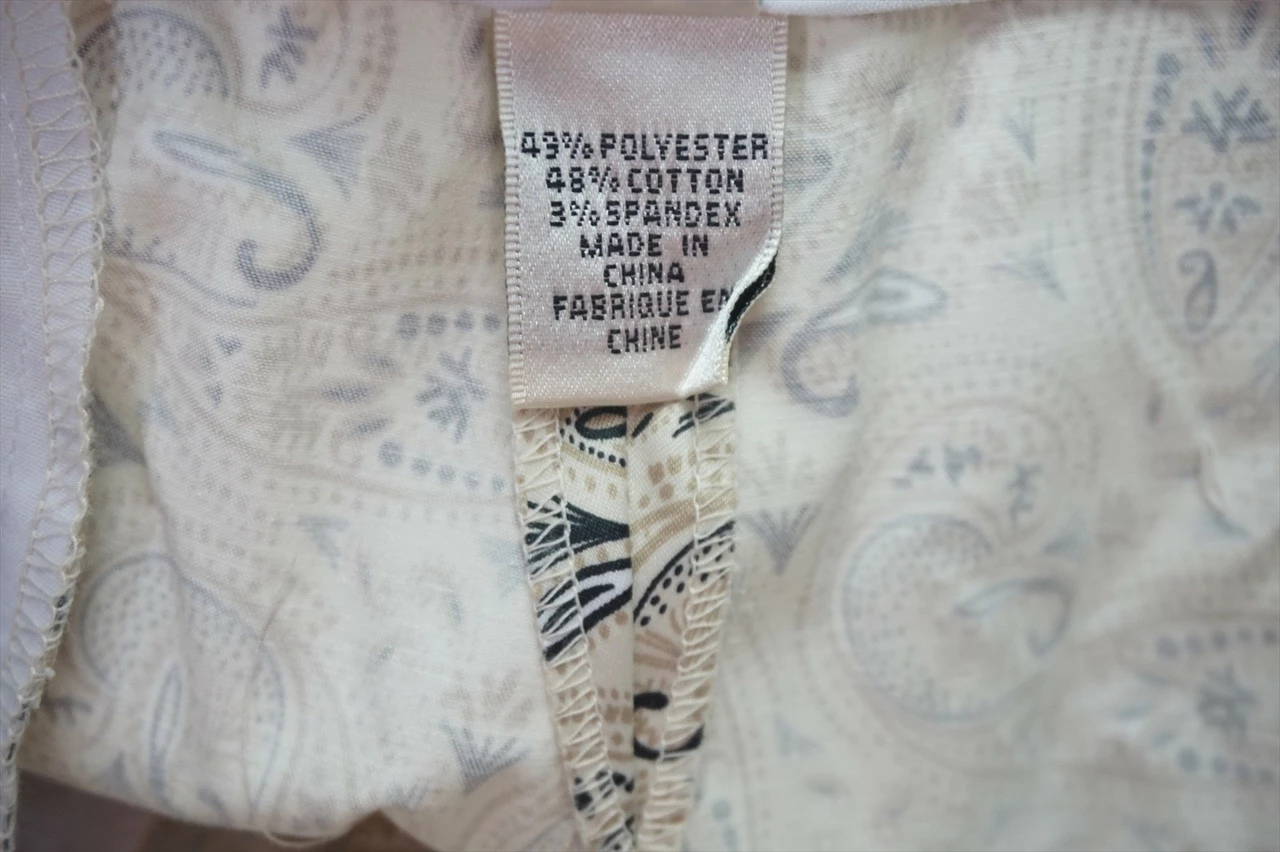 49% POLYESTER
48% COTTON
3% SPANDEX
MADE IN
CHINA
FABRIQUE EN
CHINE